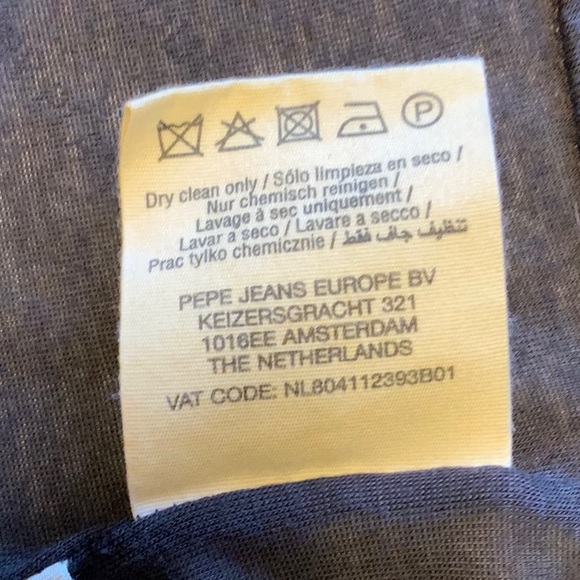 P
Dry clean only / Sólo limpieza en seco /
Nur chemisch reinigen /
Lavage à sec uniquement /
Lavar a seco / Lavare a secco /
Prac tylko chemicznie / تنظيف جاف فقط
PEPE JEANS EUROPE BV
KEIZERSGRACHT 321
1016EE AMSTERDAM
THE NETHERLANDS
VAT CODE: NL804112393B01